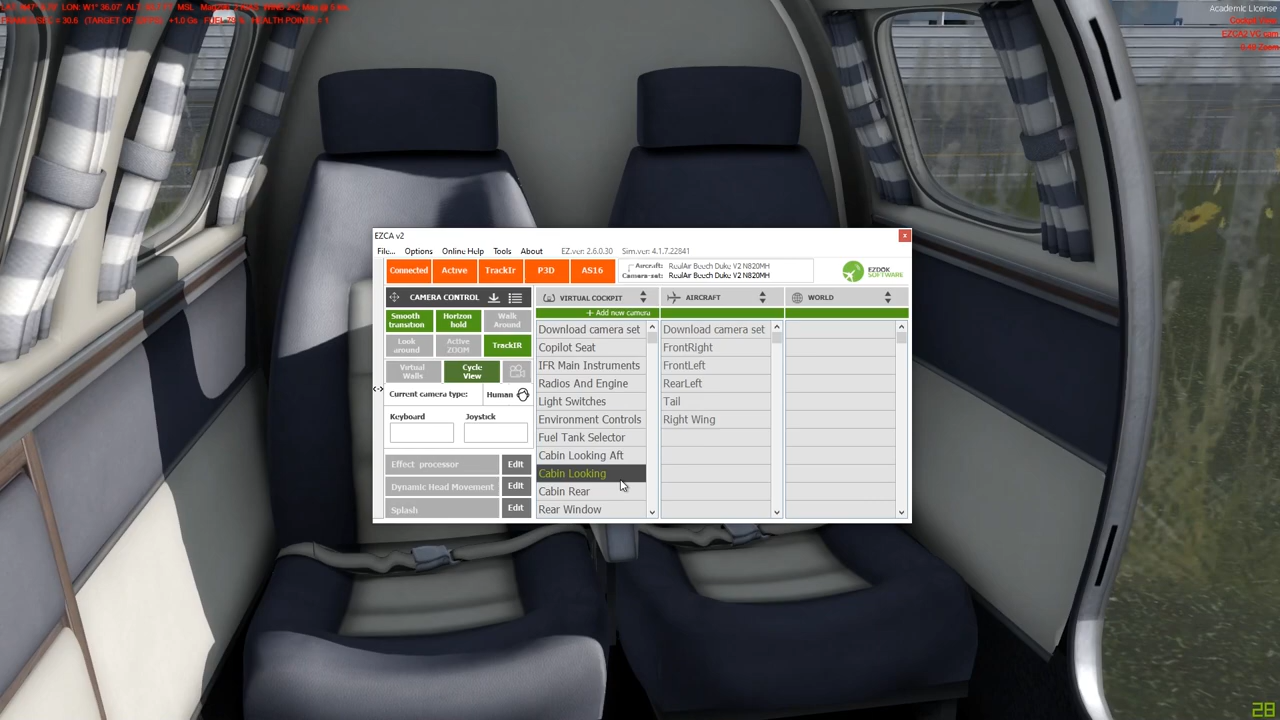 Academic License
EZCA2 VC cam
EZCA v2
File... Options Online Help Tools About EZ.ver: 2.6.0.30 Sim.ver: 4.1.7.22841
Connected Active TrackIr P3D AS16
Aircraft: RealAir Beech Duke V2 N820MH
Camera-set: RealAir Beech Duke V2 N820MH
EZDOK
SOFTWARE
CAMERA CONTROL
Smooth
transition
Horizon
hold
Walk
Around
Look
around
Active
ZOOM
TrackIR
Virtual
Walls
Cycle
View
Current camera type: Human
Keyboard Joystick
Effect processor Edit
Dynamic Head Movement Edit
Splash Edit
VIRTUAL COCKPIT
+ Add new camera
Download camera set
Copilot Seat
IFR Main Instruments
Radios And Engine
Light Switches
Environment Controls
Fuel Tank Selector
Cabin Looking Aft
Cabin Looking
Cabin Rear
Rear Window
AIRCRAFT
Download camera set
FrontRight
FrontLeft
RearLeft
Tail
Right Wing
WORLD
28